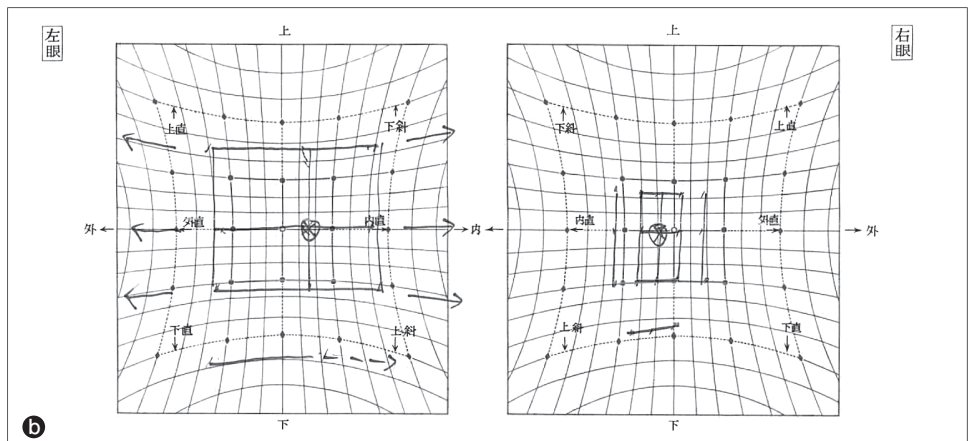 左眼
上
上
右眼
上直
下斜
下斜
上直
外
外直
内直
内
内直
外直
外
下直
上斜
上斜
下直
下
下
b